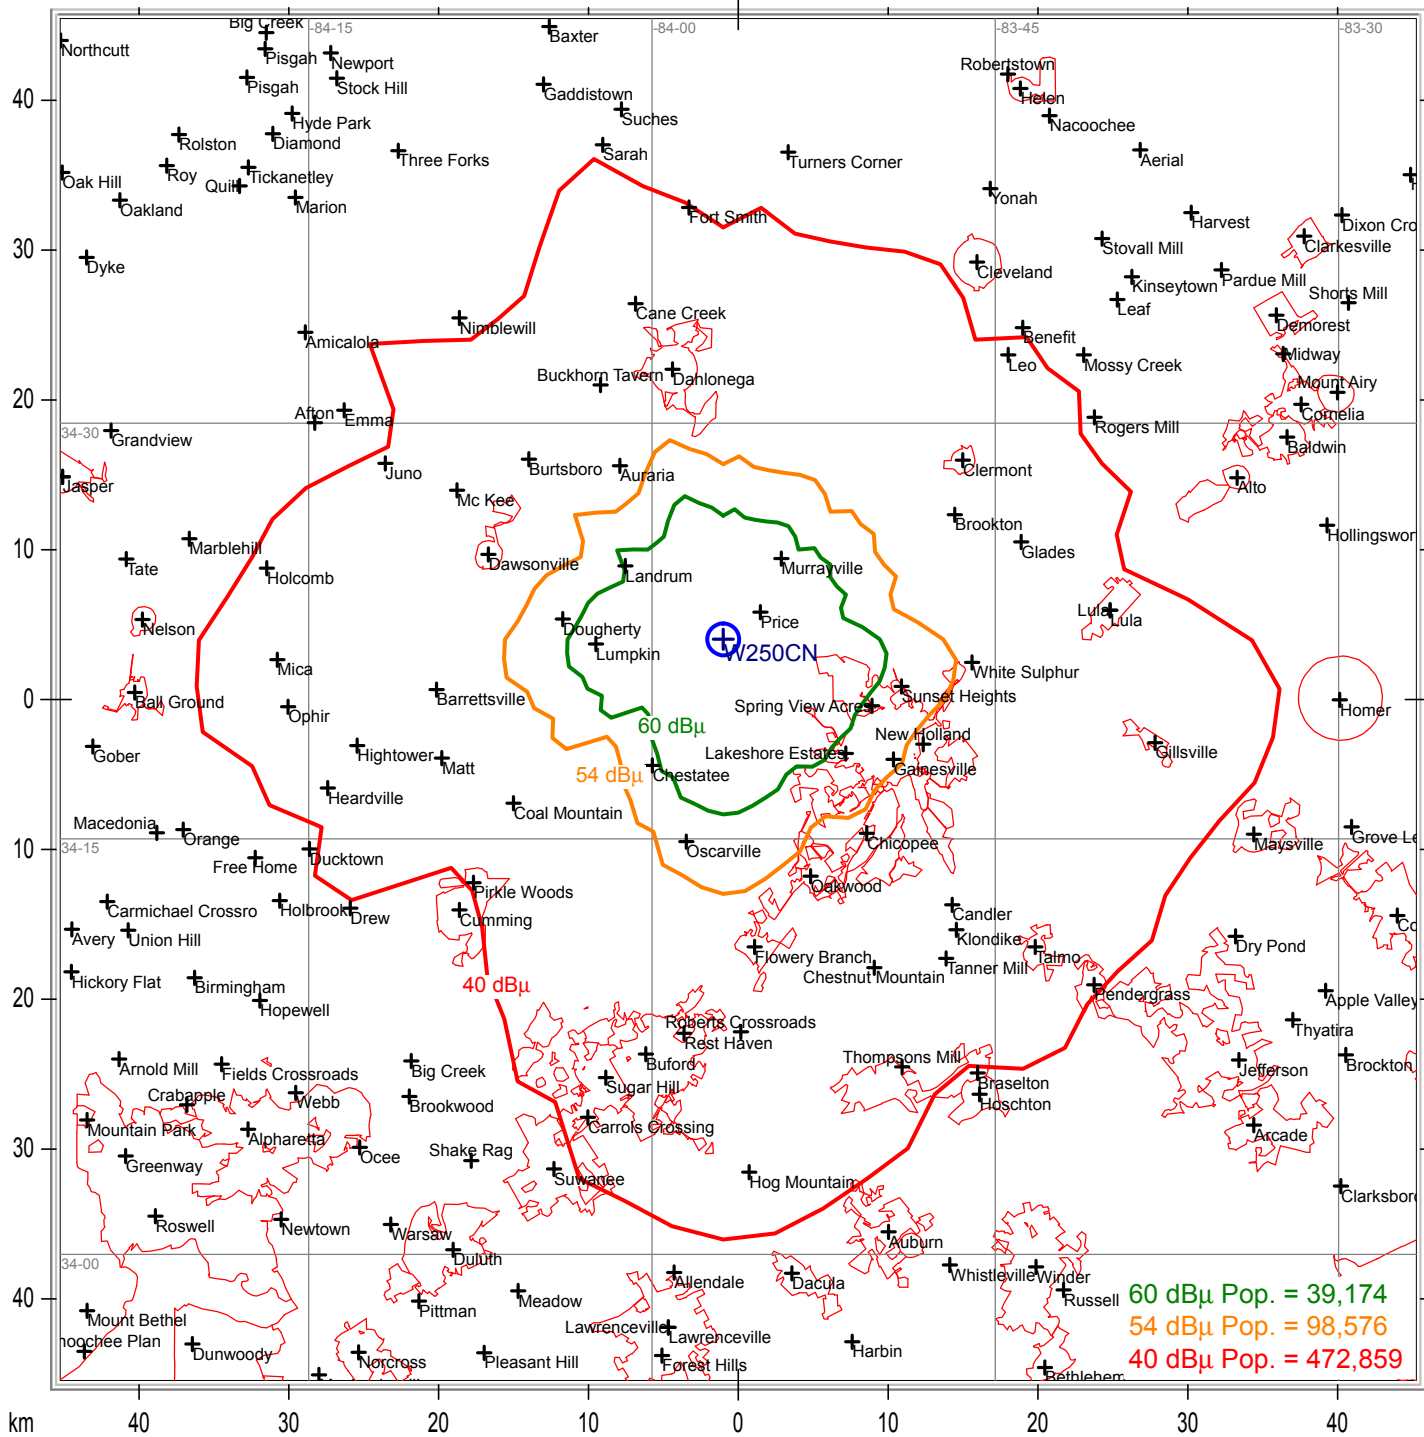 Big Creek
-84-15
-84-00
-83-45
-83-30
Northcutt
Baxter
Pisgah
Newport
Robertstown
Pisgah
Stock Hill
Gaddistown
Helen
40
Suches
Hyde Park
Nacoochee
Rolston
Diamond
Sarah
Three Forks
Turners Corner
Aerial
Oak Hill
Roy
Quill
Tickanetley
Yonah
Oakland
Marion
Fort Smith
Harvest
Dixon Cro
30
Stovall Mill
Clarkesville
Dyke
Cleveland
Kinseytown
Pardue Mill
Shorts Mill
Leaf
Cane Creek
Nimblewill
Demorest
Amicalola
Benefit
Leo
Mossy Creek
Midway
Buckhorn Tavern
Dahlonega
Mount Airy
20
Afton
Emma
Cornelia
Rogers Mill
34-30
Grandview
Baldwin
Juno
Burtsboro
Auraria
Clermont
Jasper
Alto
Mc Kee
Brookton
Hollingswor
Marblehill
Glades
10
Tate
Dawsonville
Murrayville
Holcomb
Landrum
Nelson
Dougherty
Price
Lula
Lula
Lumpkin
W250CN
Mica
White Sulphur
0
Ball Ground
Barrettsville
Sunset Heights
Ophir
Spring View Acres
Homer
60 dBμ
New Holland
Gober
Hightower
Matt
Lakeshore Estates
Gillsville
54 dBμ
Chestatee
Gainesville
Heardville
Coal Mountain
Macedonia
Orange
Grove Le
10
34-15
Free Home
Ducktown
Oscarville
Chicopee
Maysville
Pirkle Woods
Oakwood
Carmichael Crossro
Holbrook
Drew
Cumming
Candler
Co
Avery
Union Hill
Klondike
Dry Pond
Flowery Branch
Talmo
Hickory Flat
Birmingham
Chestnut Mountain
Tanner Mill
40 dBμ
Pendergrass
20
Hopewell
Apple Valley
Roberts Crossroads
Thyatira
Rest Haven
Arnold Mill
Fields Crossroads
Big Creek
Buford
Thompsons Mill
Jefferson
Brockton
Crabapple
Webb
Brookwood
Sugar Hill
Braselton
Hoschton
Mountain Park
Alpharetta
Carrols Crossing
Arcade
30
Greenway
Ocee
Shake Rag
Suwanee
Hog Mountain
Clarksboro
Roswell
Newtown
Warsaw
Auburn
34-00
Duluth
Allendale
Dacula
Whistleville
Winder
40
Mount Bethel
Pittman
Meadow
Russell
60 dBμ Pop. = 39,174
54 dBμ Pop. = 98,576
40 dBμ Pop. = 472,859
Lawrenceville
Lawrenceville
noochee Plan
Dunwoody
Norcross
Pleasant Hill
Forest Hills
Harbin
Bethlehem
km
40
30
20
10
0
10
20
30
40